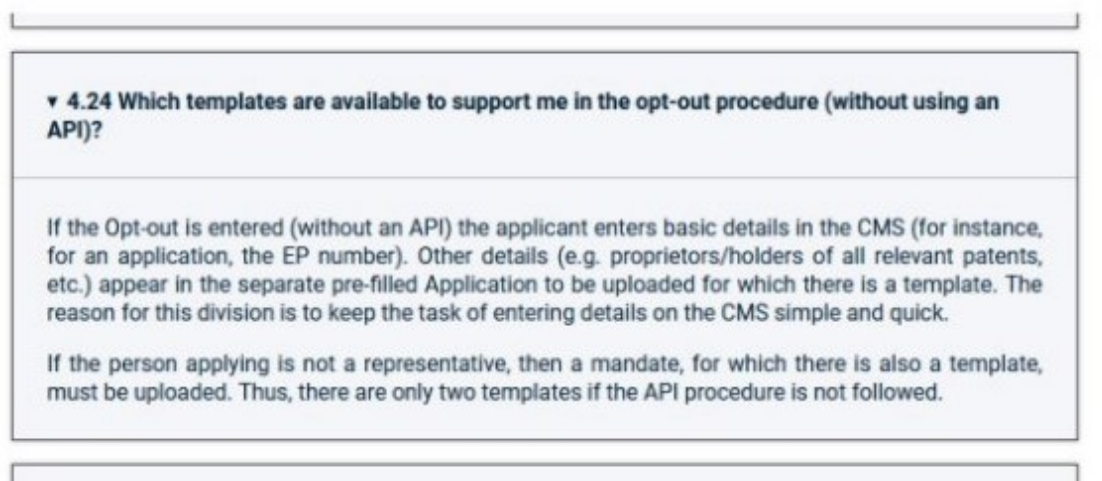 ▼ 4.24 Which templates are available to support me in the opt-out procedure (without using an
API)?
If the Opt-out is entered (without an API) the applicant enters basic details in the CMS (for instance,
for an application, the EP number). Other details (e.g. proprietors/holders of all relevant patents,
etc.) appear in the separate pre-filled Application to be uploaded for which there is a template. The
reason for this division is to keep the task of entering details on the CMS simple and quick.
If the person applying is not a representative, then a mandate, for which there is also a template,
must be uploaded. Thus, there are only two templates if the API procedure is not followed.